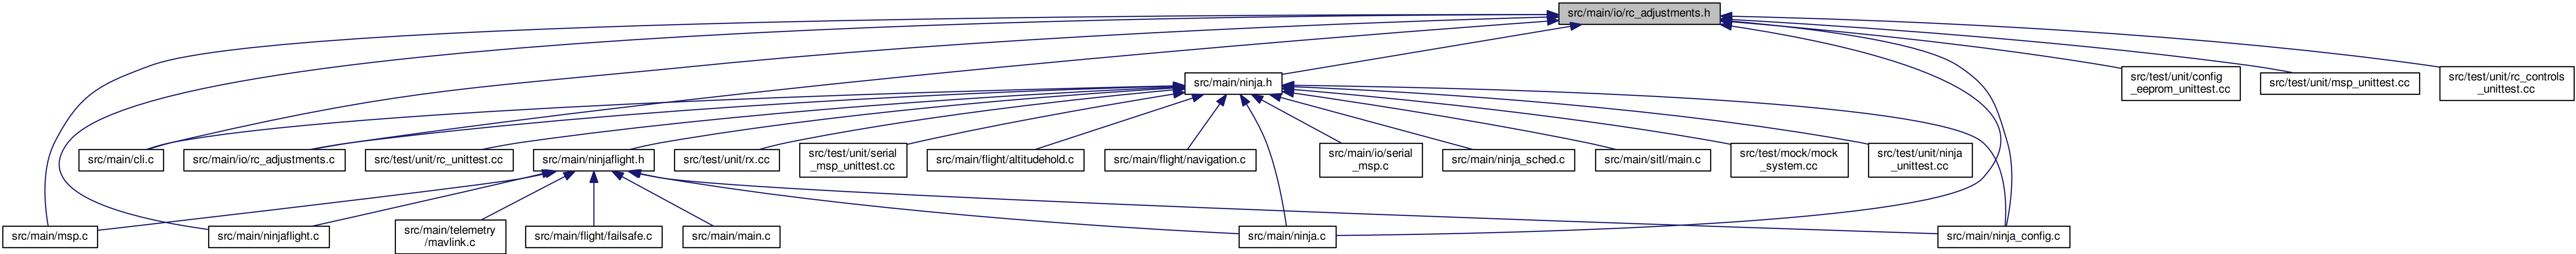 src/main/io/rc_adjustments.h
src/main/ninja.h
src/test/unit/config
_eeprom_unittest.cc
src/test/unit/msp_unittest.cc
src/test/unit/rc_controls
_unittest.cc
src/main/cli.c
src/main/io/rc_adjustments.c
src/test/unit/rc_unittest.cc
src/main/ninjaflight.h
src/test/unit/rx.cc
src/test/unit/serial
_msp_unittest.cc
src/main/flight/altitudehold.c
src/main/flight/navigation.c
src/main/io/serial
_msp.c
src/main/ninja_sched.c
src/main/sitl/main.c
src/test/mock/mock
_system.cc
src/test/unit/ninja
_unittest.cc
src/main/msp.c
src/main/ninjaflight.c
src/main/telemetry
/mavlink.c
src/main/flight/failsafe.c
src/main/main.c
src/main/ninja.c
src/main/ninja_config.c